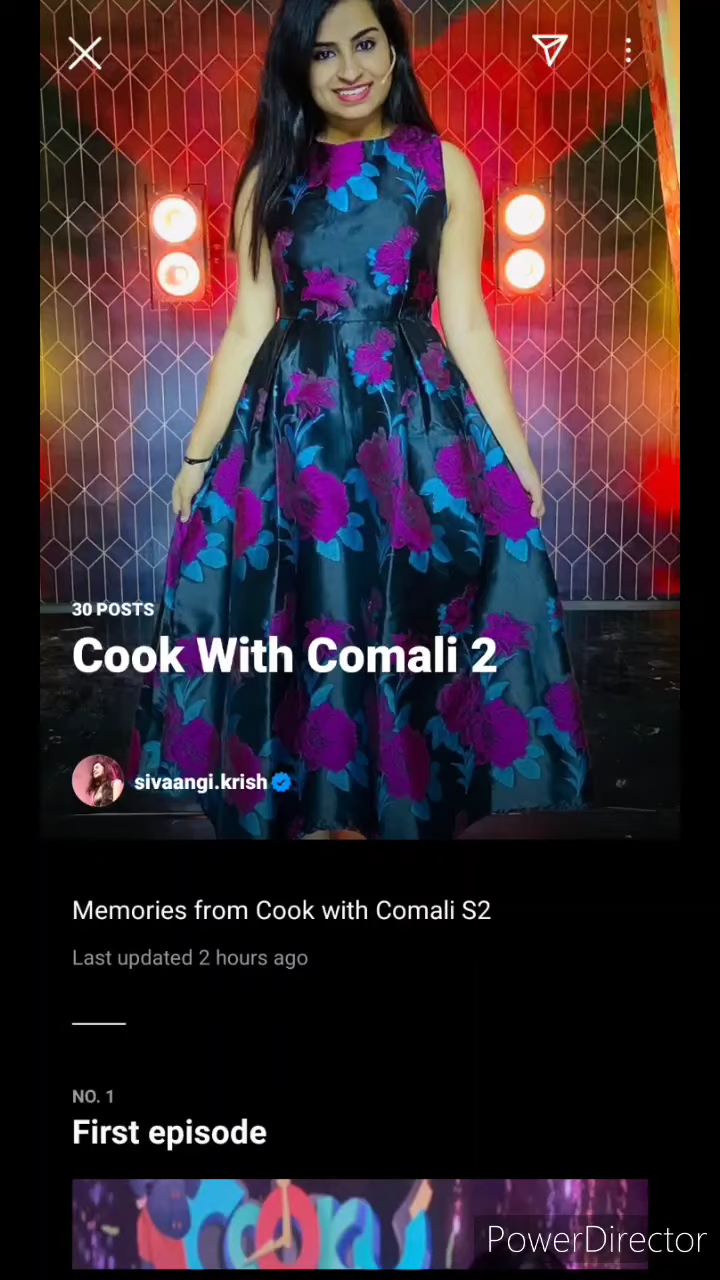 30 POSTS
Cook With Comali 2
sivaangi.krish
Memories from Cook with Comali S2
Last updated 2 hours ago
NO. 1
First episode
PowerDirector